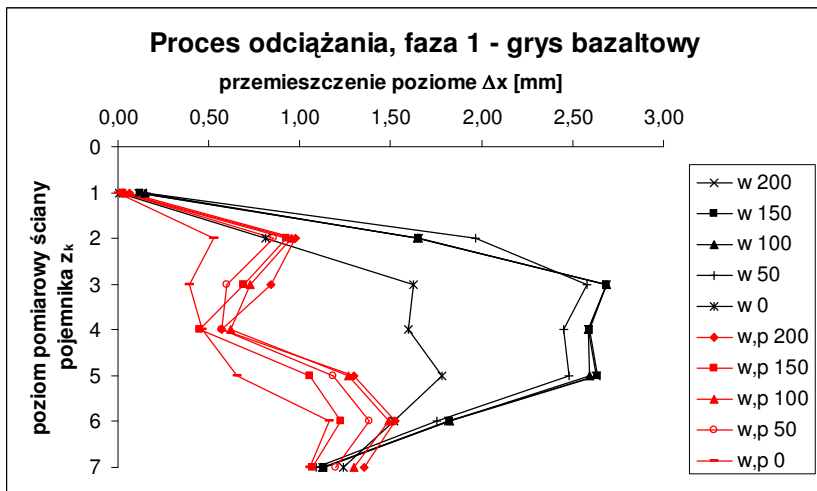 Proces odciążania, faza 1 - grys bazaltowy
przemieszczenie poziome Δx [mm]
0,00 0,50 1,00 1,50 2,00 2,50 3,00
poziom pomiarowy ściany
pojemnika zₖ
0
1
2
3
4
5
6
7
w 200
w 150
w 100
w 50
w 0
w,p 200
w,p 150
w,p 100
w,p 50
w,p 0